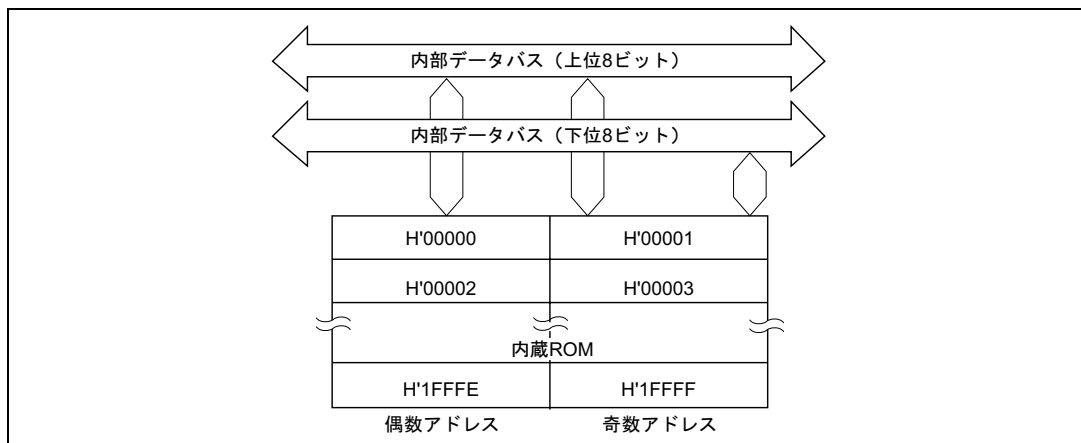 内部データバス（上位8ビット）
内部データバス（下位8ビット）
H'00000 H'00001
H'00002 H'00003
内蔵ROM
H'1FFFE H'1FFFF
偶数アドレス 奇数アドレス